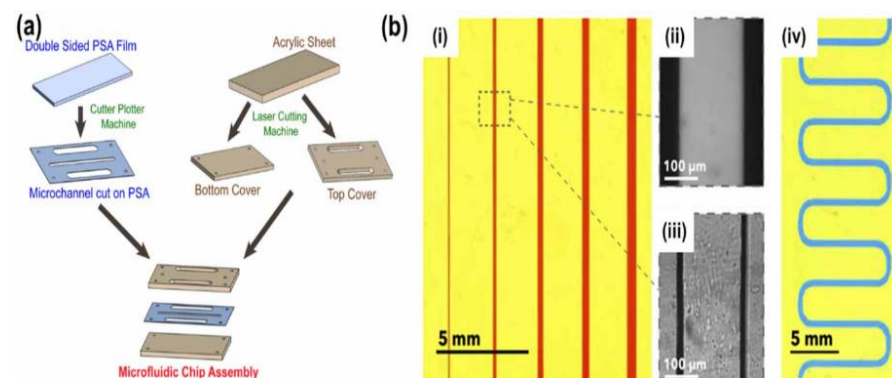 (a)
Double Sided PSA Film
Acrylic Sheet
Cutter Plotter
Machine
Laser Cutting
Machine
Microchannel cut on PSA
Bottom Cover
Top Cover
Microfluidic Chip Assembly
(b)
(i)
5 mm
(ii)
100 µm
(iii)
100 µm
(iv)
5 mm